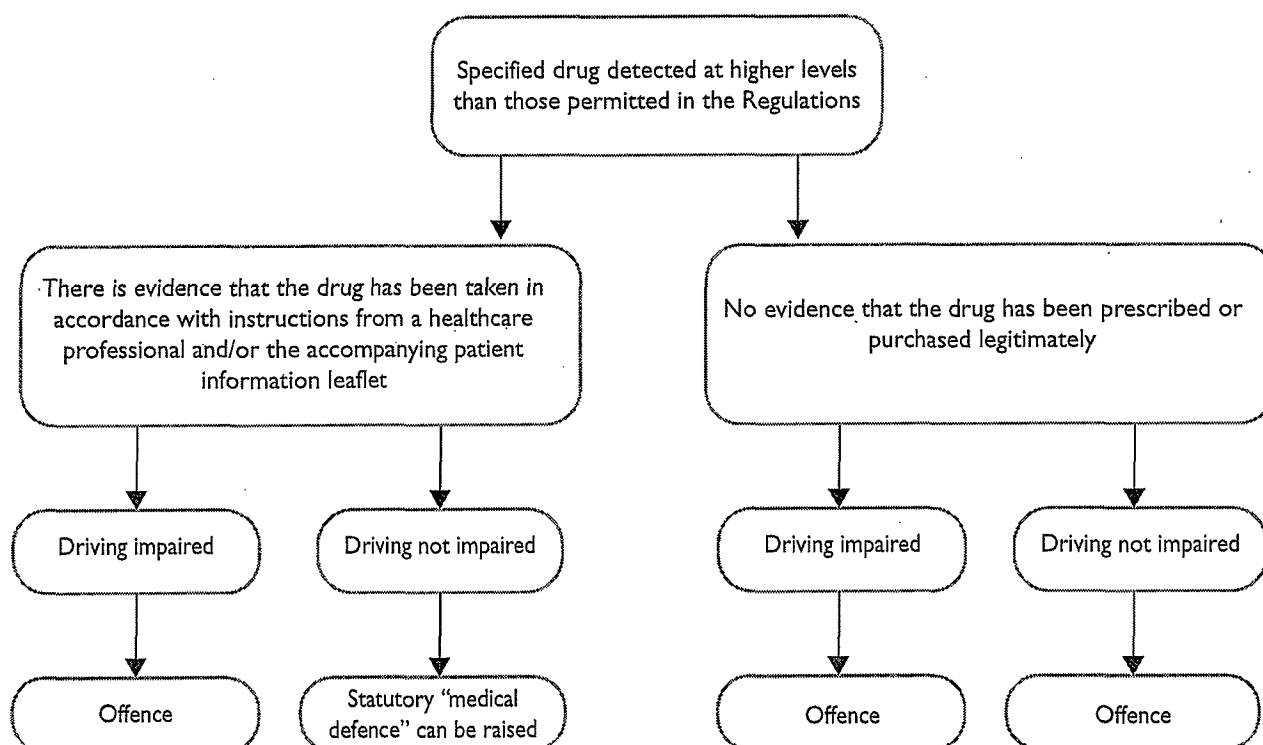 Specified drug detected at higher levels
than those permitted in the Regulations
There is evidence that the drug has been taken in
accordance with instructions from a healthcare
professional and/or the accompanying patient
information leaflet
No evidence that the drug has been prescribed or
purchased legitimately
Driving impaired
Driving not impaired
Driving impaired
Driving not impaired
Offence
Statutory “medical
defence” can be raised
Offence
Offence